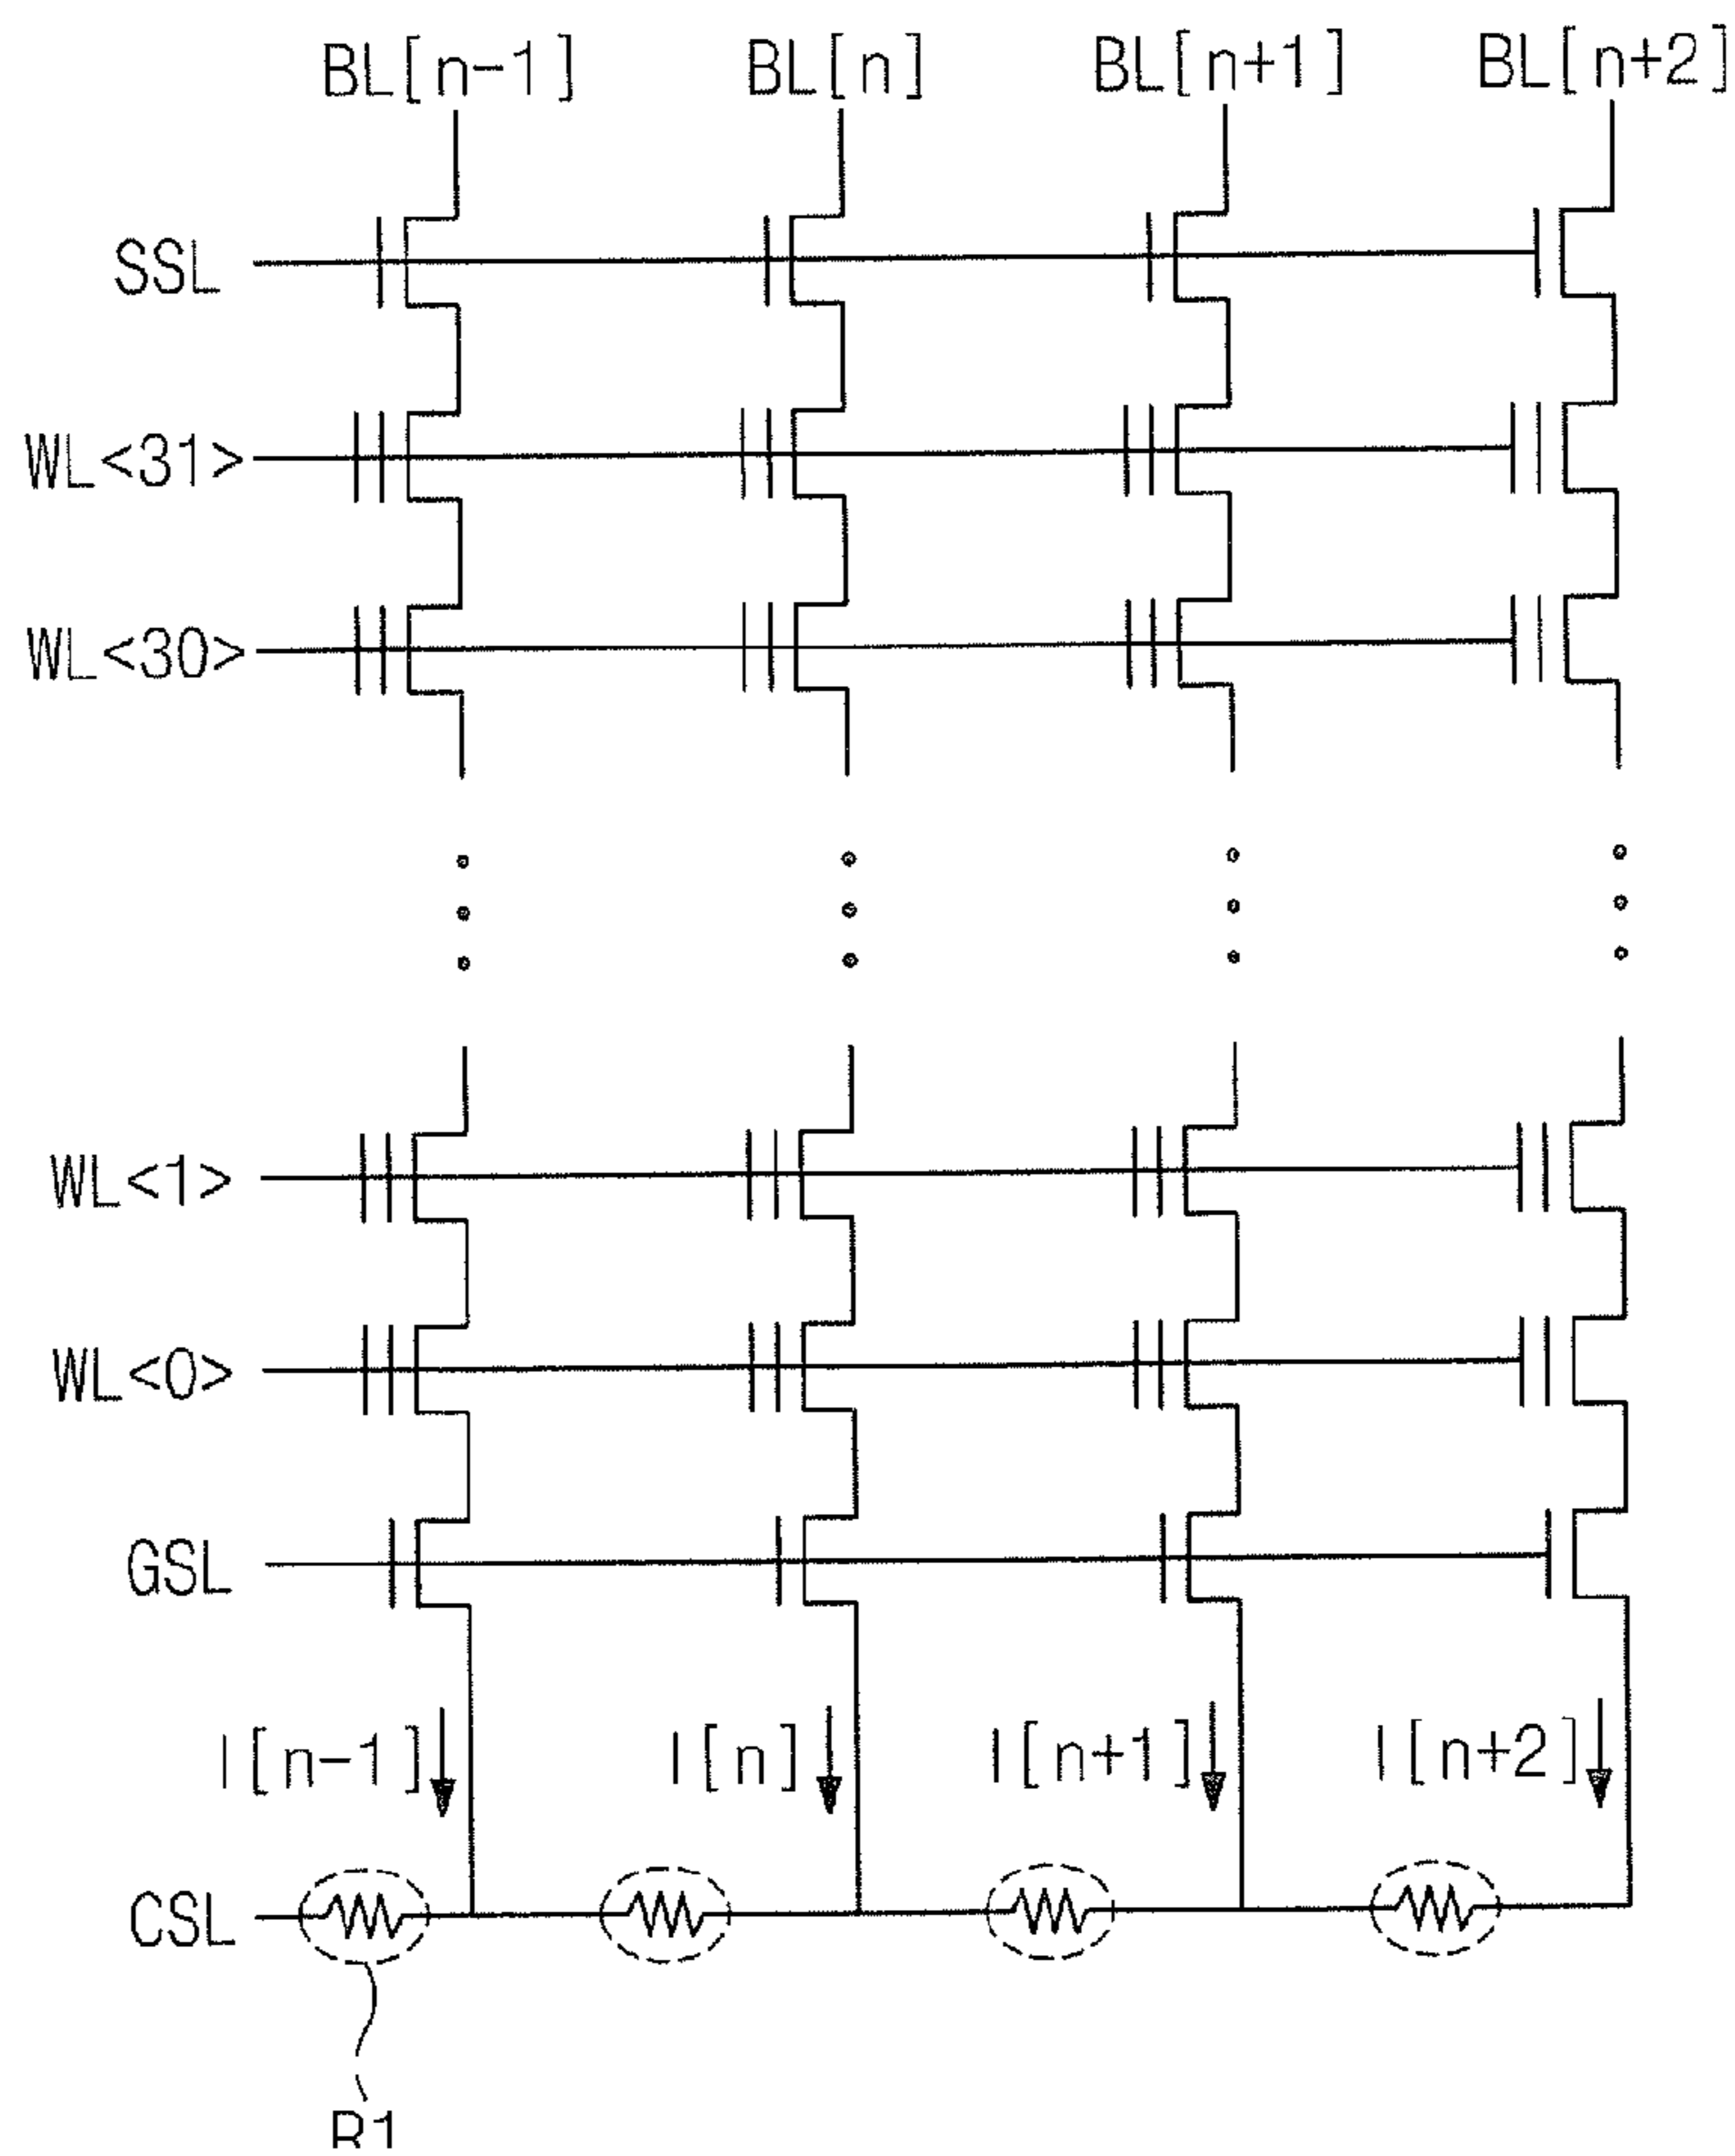 BL[n-1] BL[n] BL[n+1] BL[n+2]
SSL
WL<31>
WL<30>
WL<1>
WL<0>
GSL
I[n-1] I[n] I[n+1] I[n+2]
CSL
R1